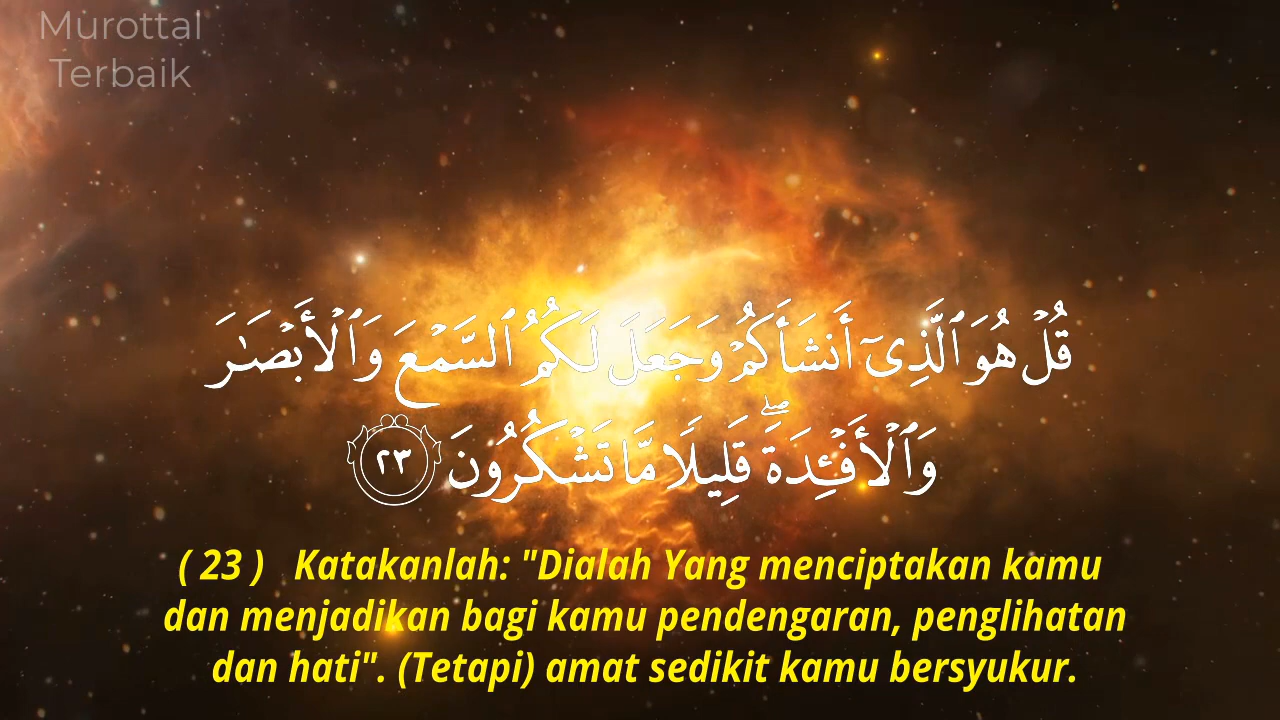 Murottal
Terbaik
قُلْ هُوَ ٱلَّذِىٓ أَنشَأَكُمْ وَجَعَلَ لَكُمُ ٱلسَّمْعَ وَٱلْأَبْصَٰرَ
وَٱلْأَفْـِٔدَةَ ۖ قَلِيلًا مَّا تَشْكُرُونَ ٢٣
( 23 ) Katakanlah: "Dialah Yang menciptakan kamu
dan menjadikan bagi kamu pendengaran, penglihatan
dan hati". (Tetapi) amat sedikit kamu bersyukur.